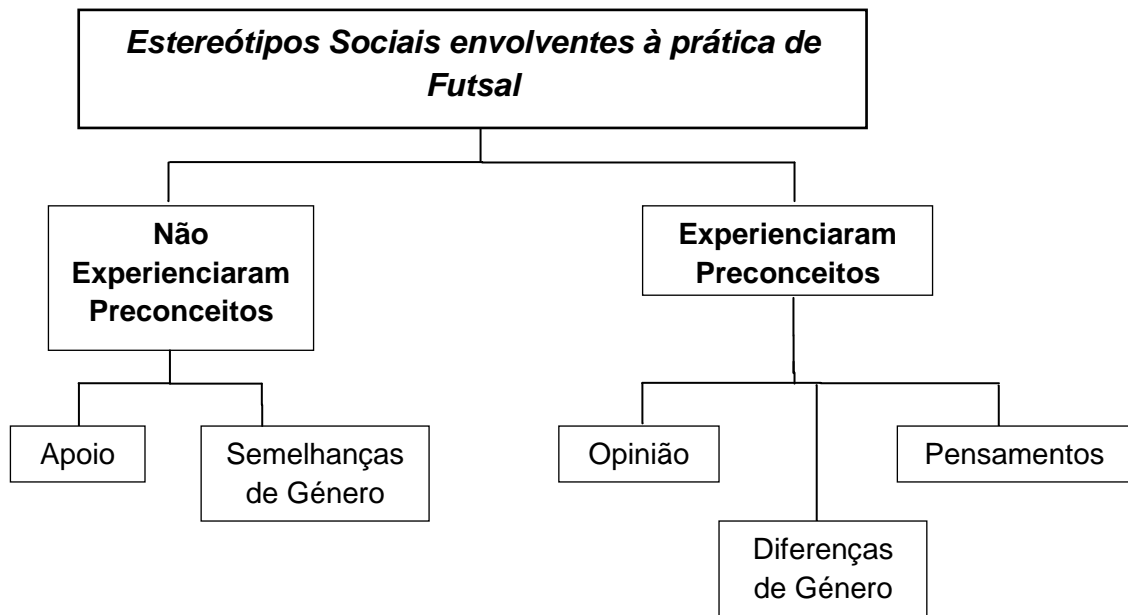 Estereótipos Sociais envolventes à prática de
Futsal
Não
Experienciaram
Preconceitos
Experienciaram
Preconceitos
Apoio
Semelhanças
de Género
Opinião
Pensamentos
Diferenças
de Género